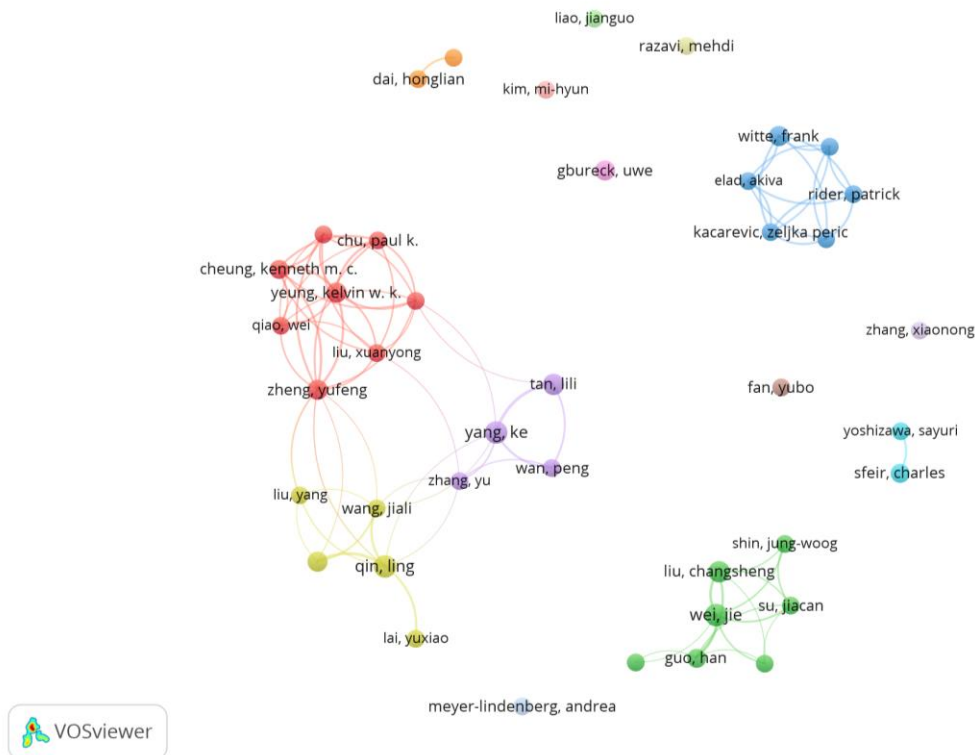 liao, jianguo
razavi, mehdi
dai, honglian
kim, mi-hyun
witte, frank
gbureck, uwe
elad, akiva
rider, patrick
kacarevic, zeljka peric
chu, paul k.
cheung, kenneth m. c.
yeung, kelvin w. k.
qiao, wei
zhang, xiaonong
liu, xuanyong
tan, lili
zheng, yufeng
fan, yubo
yang, ke
yoshizawa, sayuri
wan, peng
sfeir, charles
zhang, yu
liu, yang
wang, jiali
shin, jung-woog
qin, ling
liu, changsheng
su, jiacan
wei, jie
lai, yuxiao
guo, han
meyer-lindenberg, andrea
VOSviewer